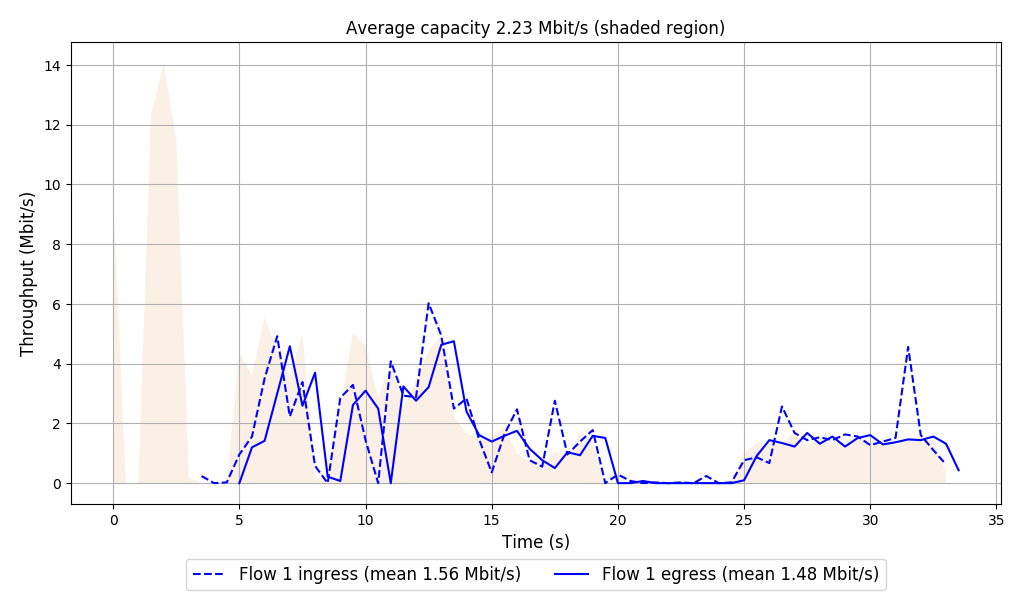 Average capacity 2.23 Mbit/s (shaded region)
Throughput (Mbit/s)
14
12
10
8
6
4
2
0
0 5 10 15 20 25 30 35
Time (s)
Flow 1 ingress (mean 1.56 Mbit/s) Flow 1 egress (mean 1.48 Mbit/s)